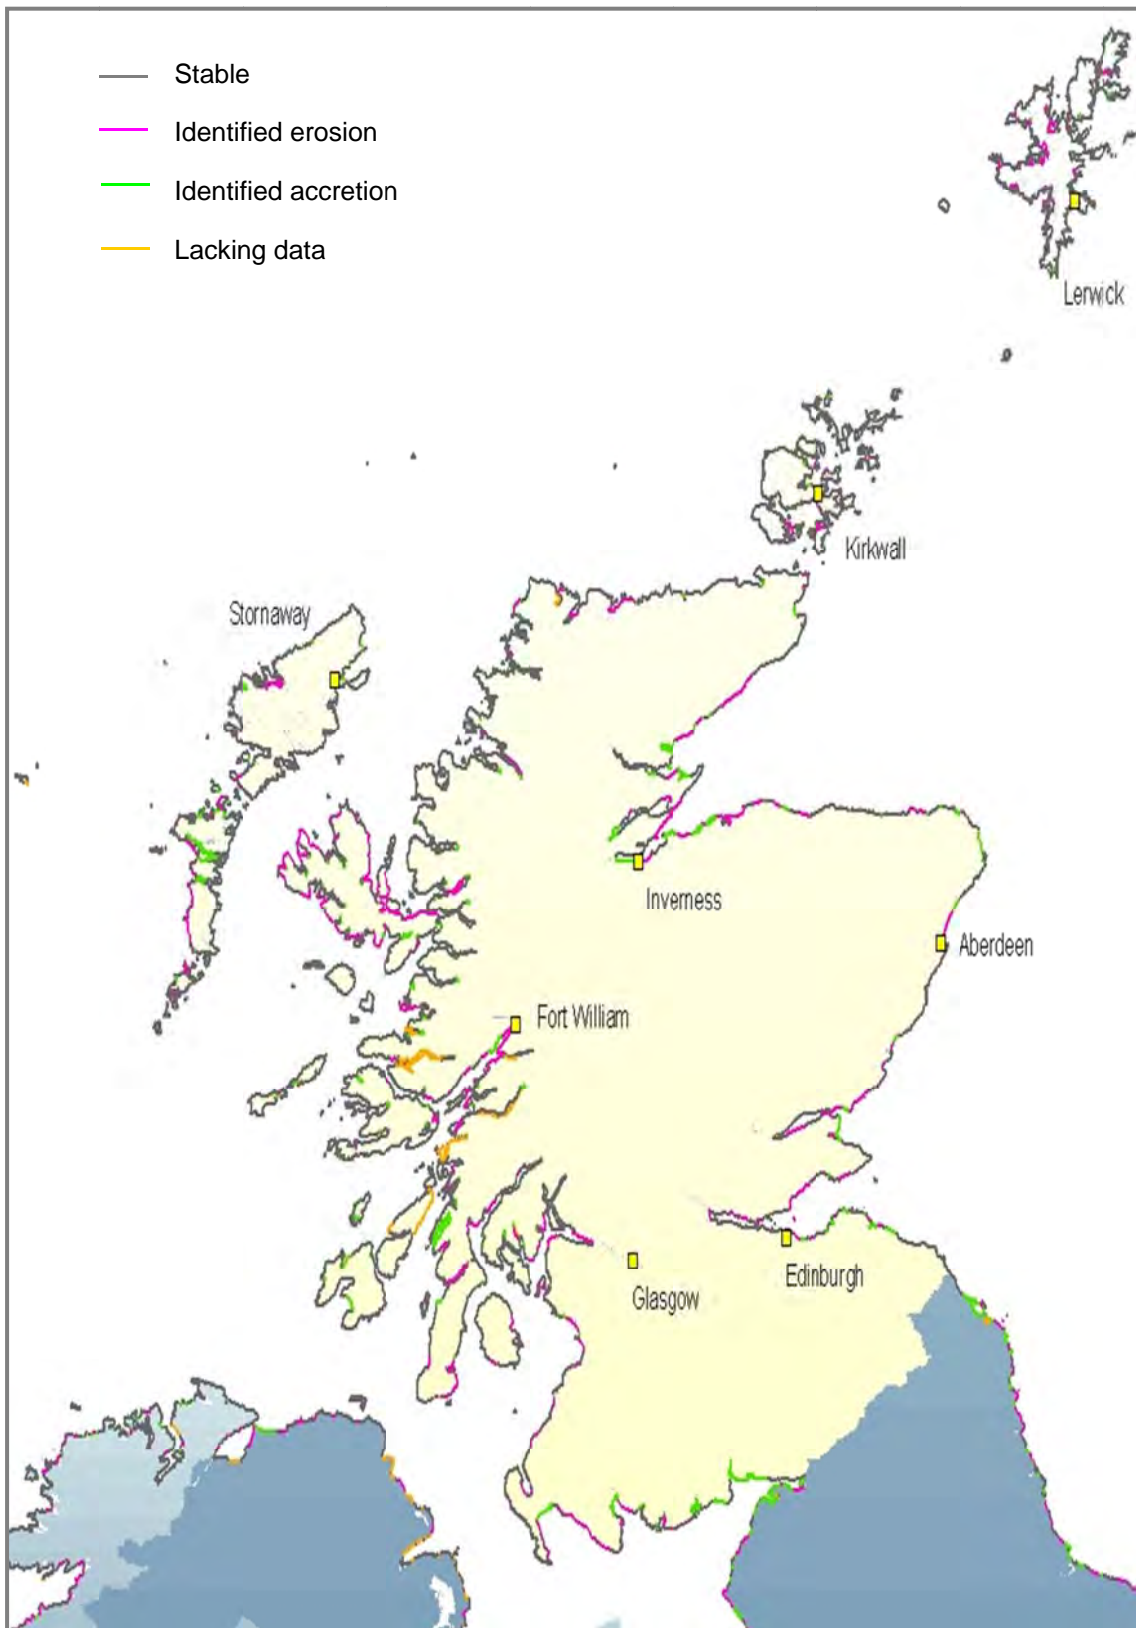 Stable
Identified erosion
Identified accretion
Lacking data
Lerwick
Kirkwall
Stornaway
Inverness
Aberdeen
Fort William
Edinburgh
Glasgow